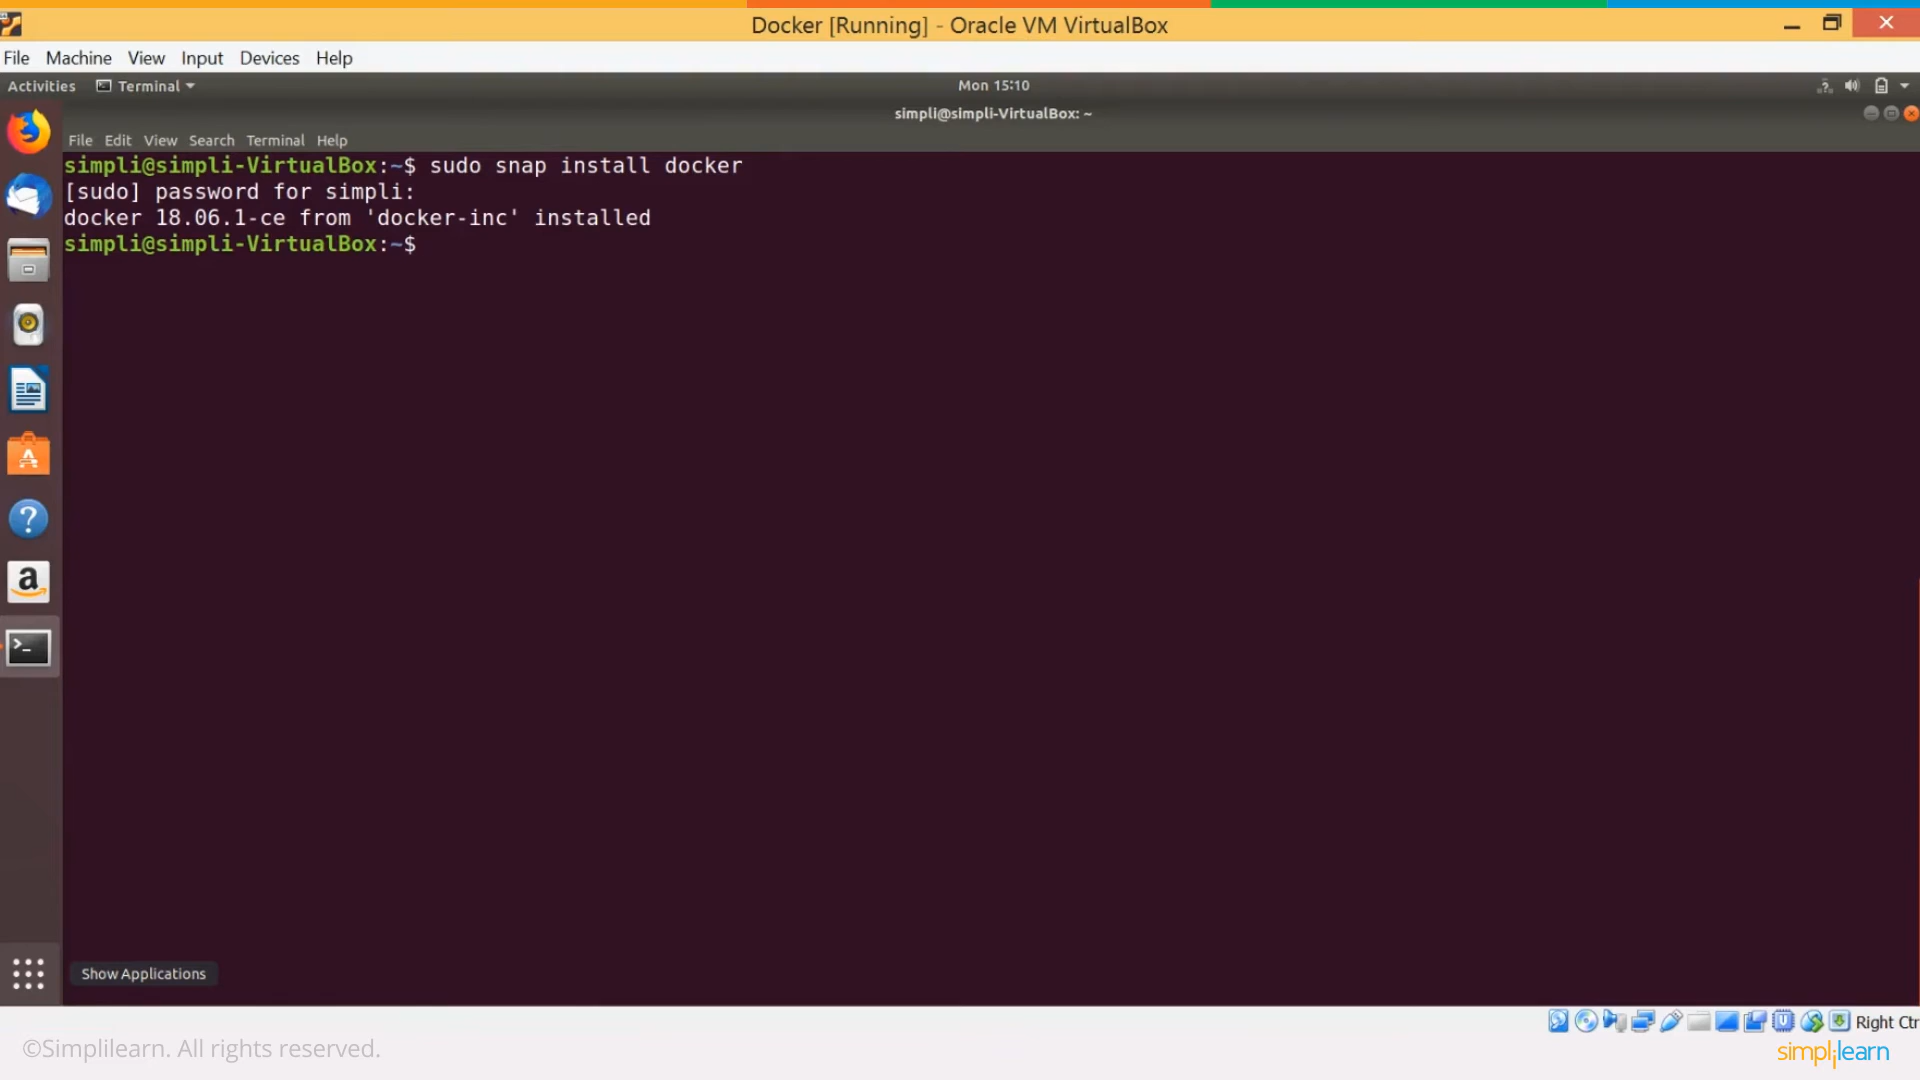 Docker [Running] - Oracle VM VirtualBox
File Machine View Input Devices Help
Activities Terminal Mon 15:10
simpli@simpli-VirtualBox: ~
File Edit View Search Terminal Help
simpli@simpli-VirtualBox:~$ sudo snap install docker
[sudo] password for simpli:
docker 18.06.1-ce from 'docker-inc' installed
simpli@simpli-VirtualBox:~$
Show Applications
Right Ctr
©Simplilearn. All rights reserved.
simplilearn